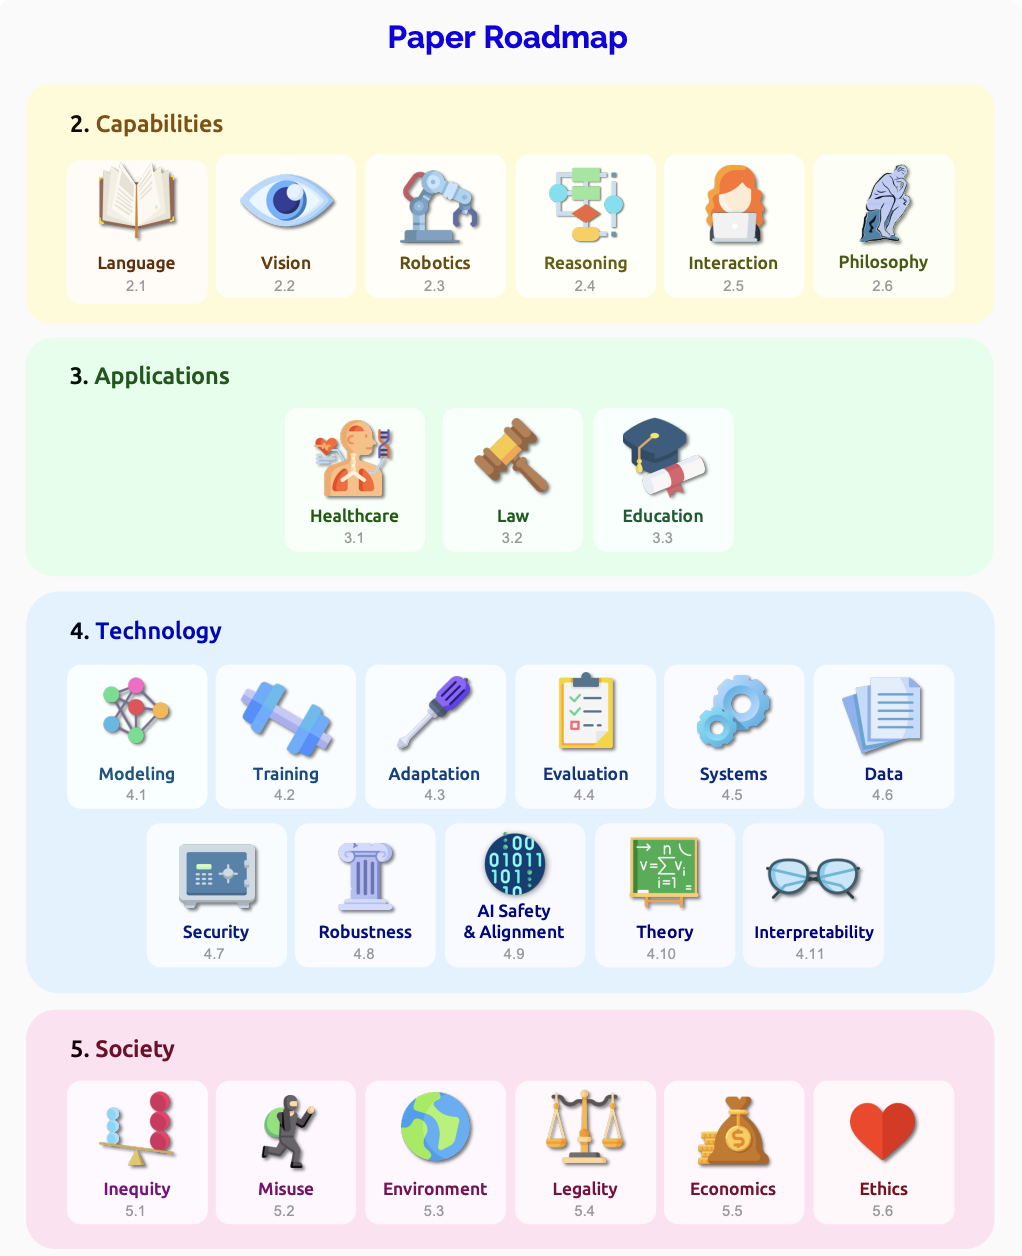 Paper Roadmap
2. Capabilities
Language
2.1
Vision
2.2
Robotics
2.3
Reasoning
2.4
Interaction
2.5
Philosophy
2.6
3. Applications
Healthcare
3.1
Law
3.2
Education
3.3
4. Technology
Modeling
4.1
Training
4.2
Adaptation
4.3
Evaluation
4.4
Systems
4.5
Data
4.6
Security
4.7
Robustness
4.8
00
01011
101
10
AI Safety
& Alignment
4.9
n
v=∑vi
i=1
Theory
4.10
Interpretability
4.11
5. Society
Inequity
5.1
Misuse
5.2
Environment
5.3
Legality
5.4
$
Economics
5.5
Ethics
5.6